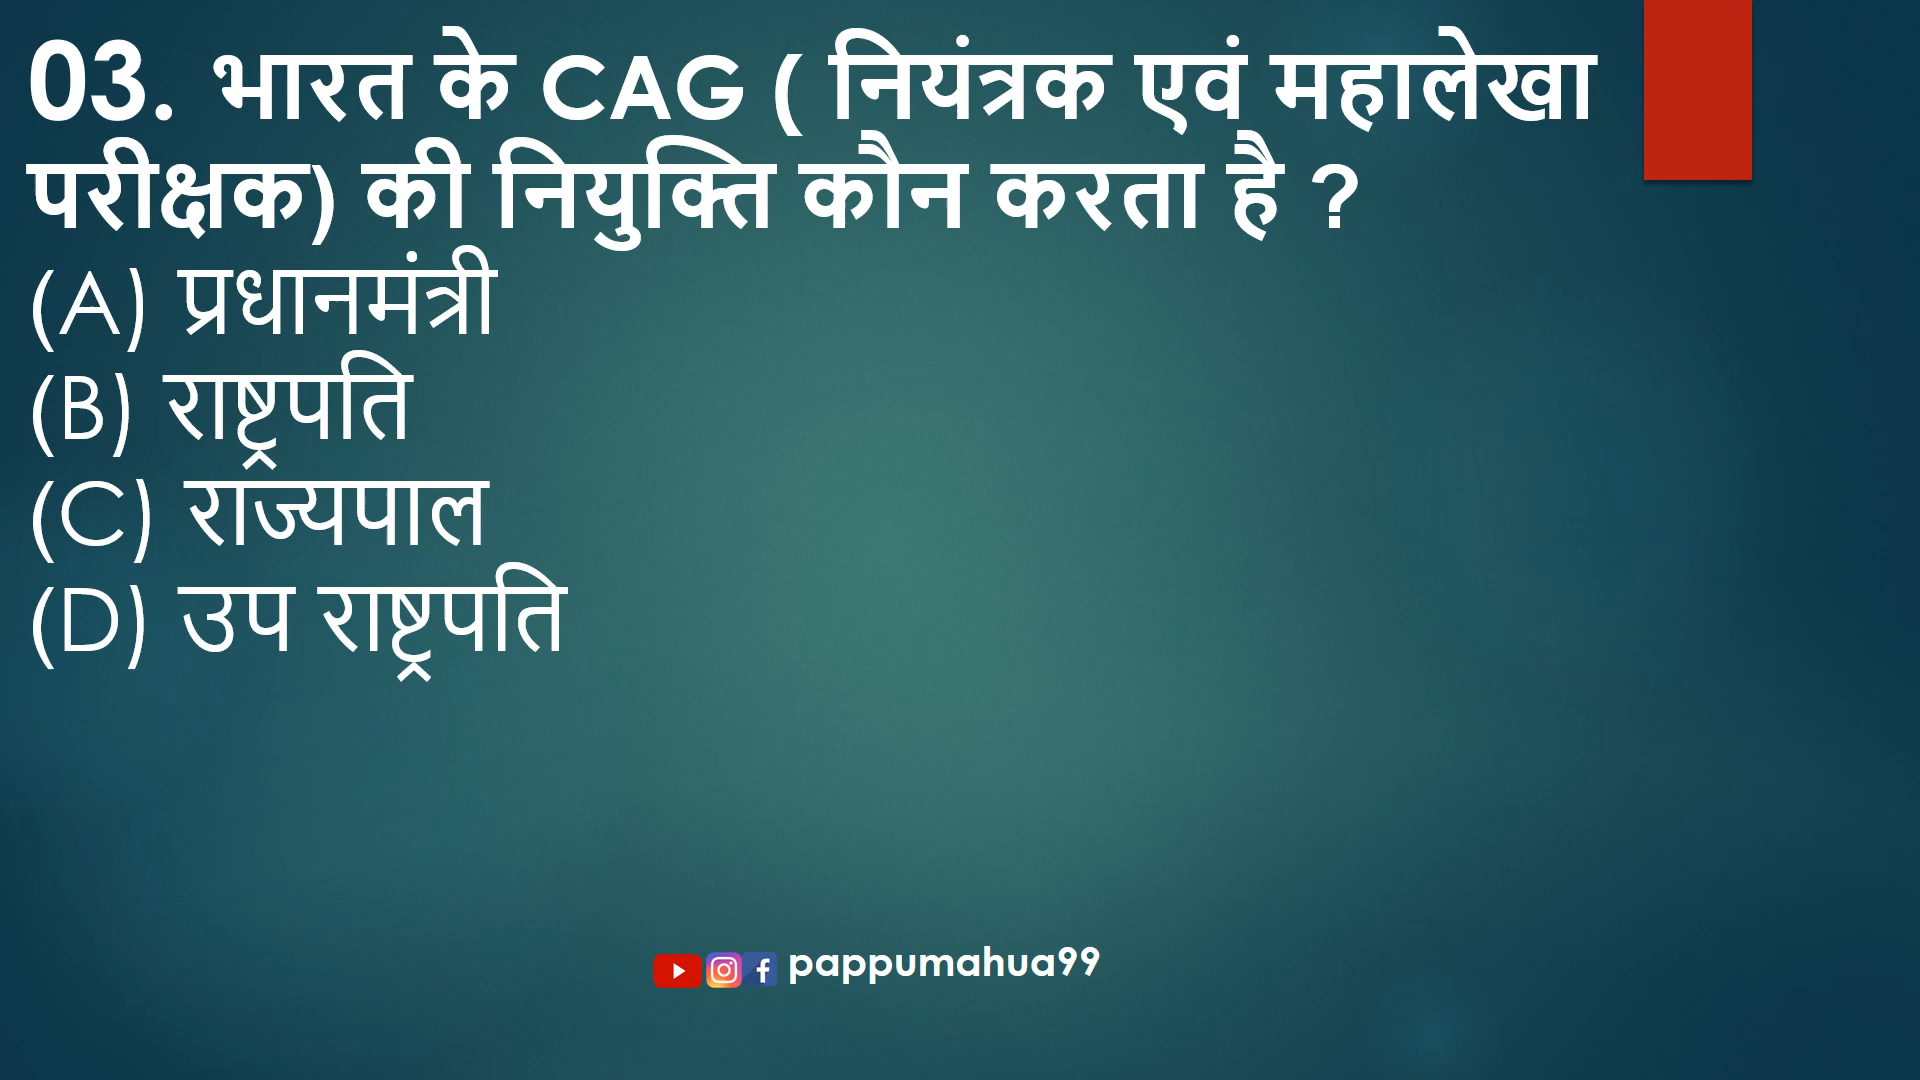 03. भारत के CAG ( नियंत्रक एवं महालेखा
परीक्षक) की नियुक्ति कौन करता है ?
(A) प्रधानमंत्री
(B) राष्ट्रपति
(C) राज्यपाल
(D) उप राष्ट्रपति
pappumahua99